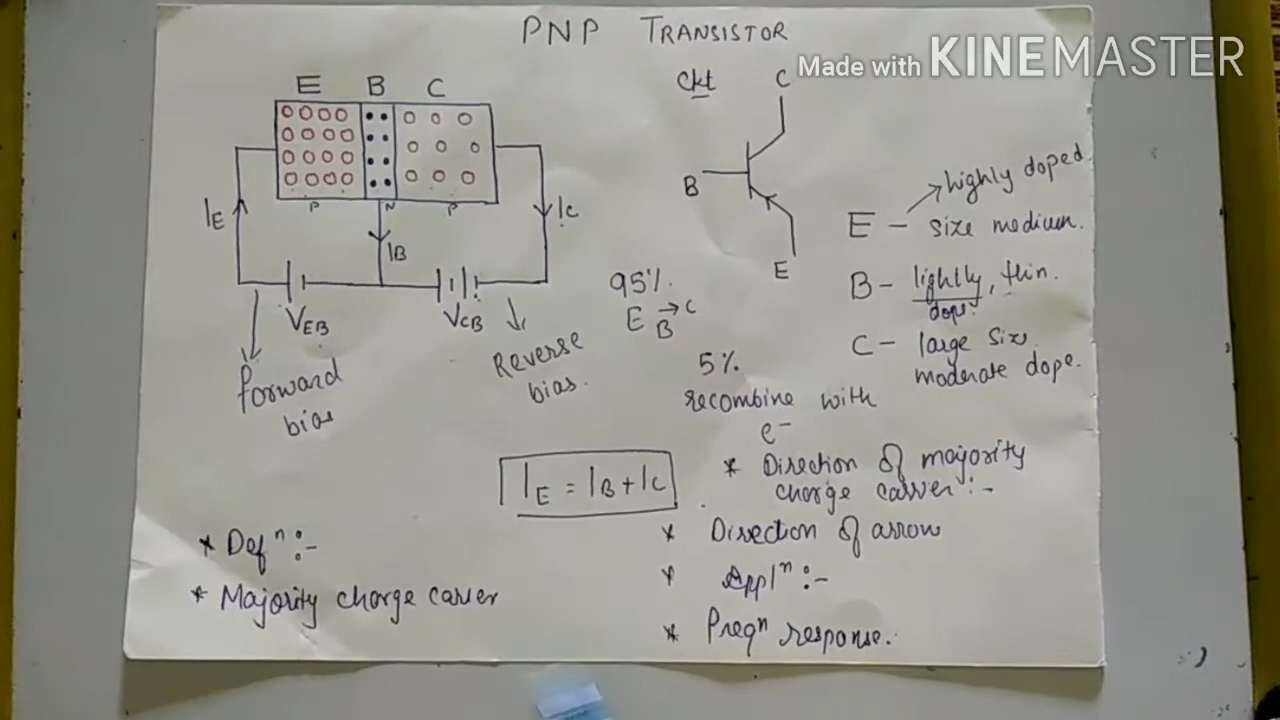 PNP TRANSISTOR
Made with KINEMASTER
E B C
P N P
IE
IB
IC
VEB
VCB
Forward
bias
Reverse
bias.
Ckt
C
B
E
95%
E →C
B
5%
recombine with
e-
highly doped
E - size medium.
B - lightly, thin.
dope
C - large size
moderate dope.
IE = IB + IC
* Direction of majority
charge carrer :-
* Direction of arrow
* Applⁿ :-
* Freqⁿ response.
* Defⁿ :-
* Majority charge carrer